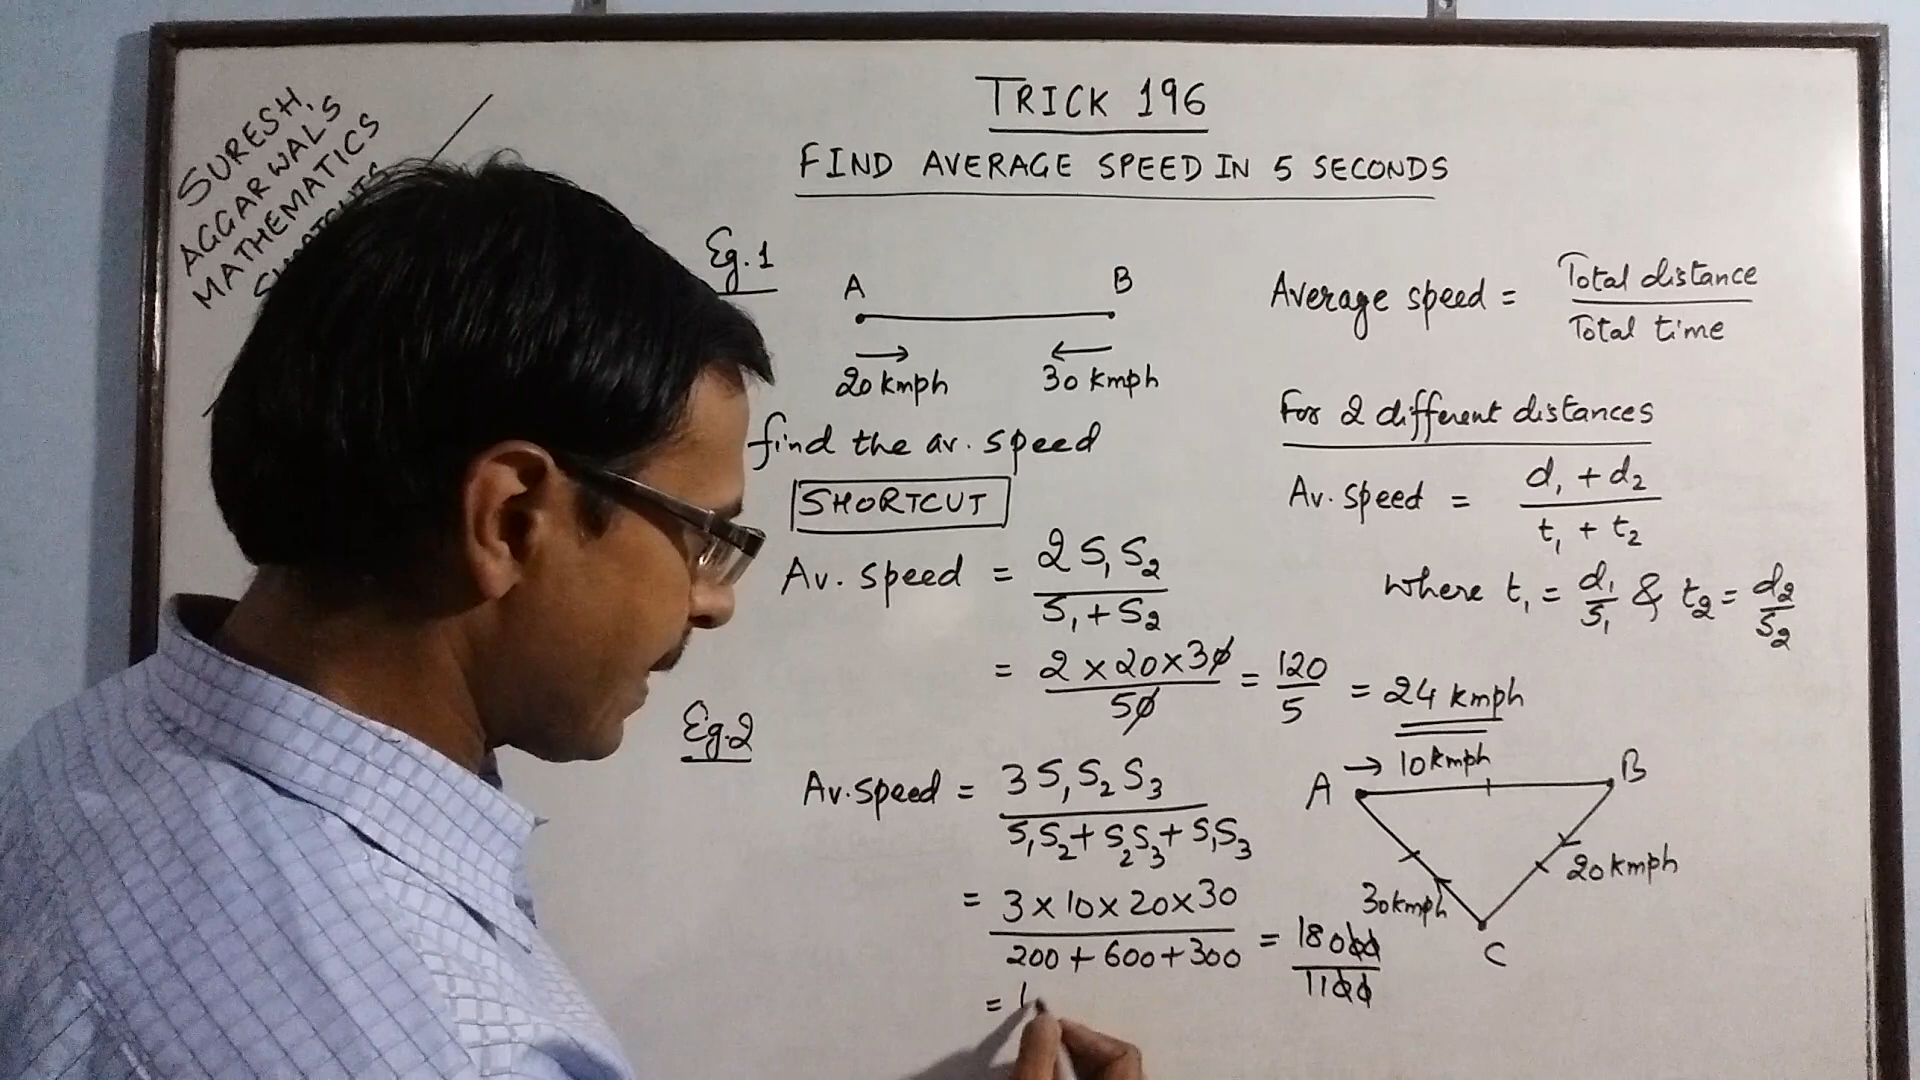 SURESH
AGGARWAL'S
MATHEMATICS
TRICK 196
FIND AVERAGE SPEED IN 5 SECONDS
Eg.1
A B
20 kmph 30 kmph
find the av. speed
SHORTCUT
Av. speed = 2 S₁S₂ / S₁+S₂
= 2 × 20 × 30 / 50 = 120 / 5 = 24 kmph
Average speed = Total distance / Total time
For 2 different distances
Av. speed = d₁ + d₂ / t₁ + t₂
where t₁ = d₁/S₁ & t₂ = d₂/S₂
Eg.2
Av. speed = 3 S₁S₂S₃ / S₁S₂ + S₂S₃ + S₁S₃
= 3 × 10 × 20 × 30 / 200 + 600 + 300 = 18000 / 1100
= 1
A → 10 kmph B
20 kmph
30 kmph
C